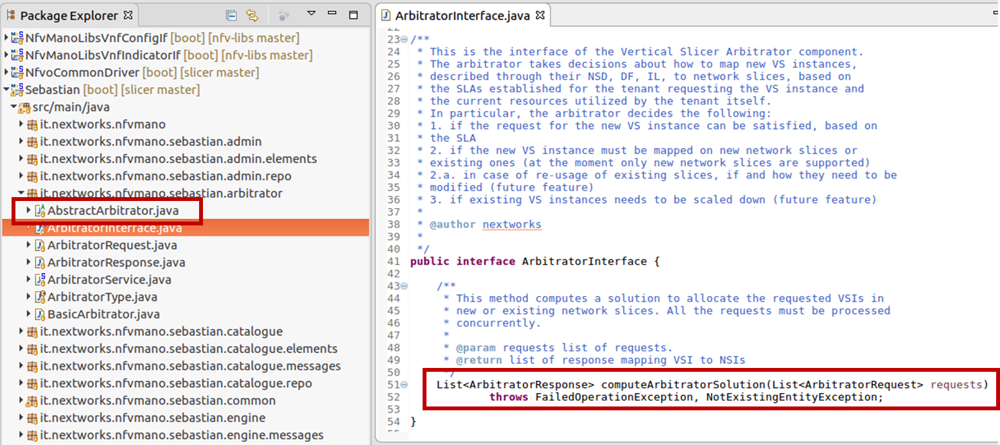 Package Explorer
NfvManoLibsVnfConfigIf [boot] [nfv-libs master]
NfvManoLibsVnfIndicatorIf [boot] [nfv-libs master]
NfvoCommonDriver [boot] [slicer master]
Sebastian [boot] [slicer master]
src/main/java
it.nextworks.nfvmano
it.nextworks.nfvmano.sebastian.admin
it.nextworks.nfvmano.sebastian.admin.elements
it.nextworks.nfvmano.sebastian.admin.repo
it.nextworks.nfvmano.sebastian.arbitrator
AbstractArbitrator.java
ArbitratorInterface.java
ArbitratorRequest.java
ArbitratorResponse.java
ArbitratorService.java
ArbitratorType.java
BasicArbitrator.java
it.nextworks.nfvmano.sebastian.catalogue
it.nextworks.nfvmano.sebastian.catalogue.elements
it.nextworks.nfvmano.sebastian.catalogue.messages
it.nextworks.nfvmano.sebastian.catalogue.repo
it.nextworks.nfvmano.sebastian.common
it.nextworks.nfvmano.sebastian.engine
it.nextworks.nfvmano.sebastian.engine.messages
ArbitratorInterface.java
22
23 /**
24 * This is the interface of the Vertical Slicer Arbitrator component.
25 * The arbitrator takes decisions about how to map new VS instances,
26 * described through their NSD, DF, IL, to network slices, based on
27 * the SLAs established for the tenant requesting the VS instance and
28 * the current resources utilized by the tenant itself.
29 * In particular, the arbitrator decides the following:
30 * 1. if the request for the new VS instance can be satisfied, based on
31 * the SLA
32 * 2. if the new VS instance must be mapped on new network slices or
33 * existing ones (at the moment only new network slices are supported)
34 * 2.a. in case of re-usage of existing slices, if and how they need to be
35 * modified (future feature)
36 * 3. if existing VS instances needs to be scaled down (future feature)
37 *
38 * @author nextworks
39 *
40 */
41 public interface ArbitratorInterface {
42
43 /**
44 * This method computes a solution to allocate the requested VSIs in
45 * new or existing network slices. All the requests must be processed
46 * concurrently.
47 *
48 * @param requests list of requests.
49 * @return list of response mapping VSI to NSIs
50 */
51 List<ArbitratorResponse> computeArbitratorSolution(List<ArbitratorRequest> requests)
52 throws FailedOperationException, NotExistingEntityException;
53
54 }